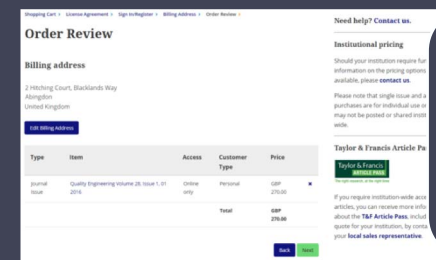 Shopping Cart > License Agreement > Sign In/Register > Billing Address > Order Review >
Order Review
Billing address
2 Hitching Court, Blacklands Way
Abingdon
United Kingdom
Edit Billing Address
Type Item Access Customer Type Price
Journal Issue Quality Engineering Volume 28, Issue 1, 01 2016 Online only Personal GBP 270.00 ×
Total GBP 270.00
Back Next
Need help? Contact us.
Institutional pricing
Should your institution require fur
information on the pricing options
available, please contact us.
Please note that single issue and a
purchases are for individual use or
may not be posted or shared instit
wide.
Taylor & Francis Article Pa
Taylor & Francis
ARTICLE PASS
If you require institution-wide acce
articles, you can receive more info
about the T&F Article Pass, includ
quote for your institution, by conta
your local sales representative.